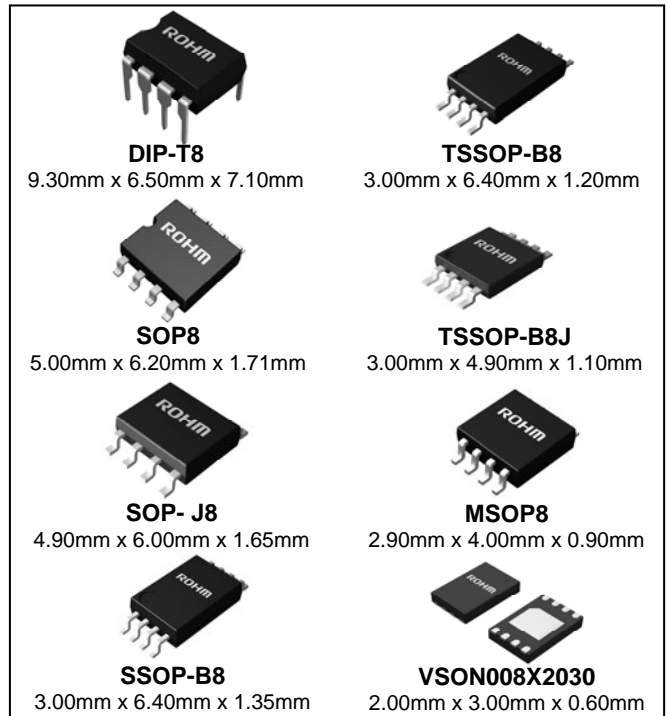 ROHM
DIP-T8
9.30mm x 6.50mm x 7.10mm
ROHM
TSSOP-B8
3.00mm x 6.40mm x 1.20mm
ROHM
SOP8
5.00mm x 6.20mm x 1.71mm
ROHM
TSSOP-B8J
3.00mm x 4.90mm x 1.10mm
ROHM
SOP- J8
4.90mm x 6.00mm x 1.65mm
ROHM
MSOP8
2.90mm x 4.00mm x 0.90mm
ROHM
SSOP-B8
3.00mm x 6.40mm x 1.35mm
ROHM
VSON008X2030
2.00mm x 3.00mm x 0.60mm